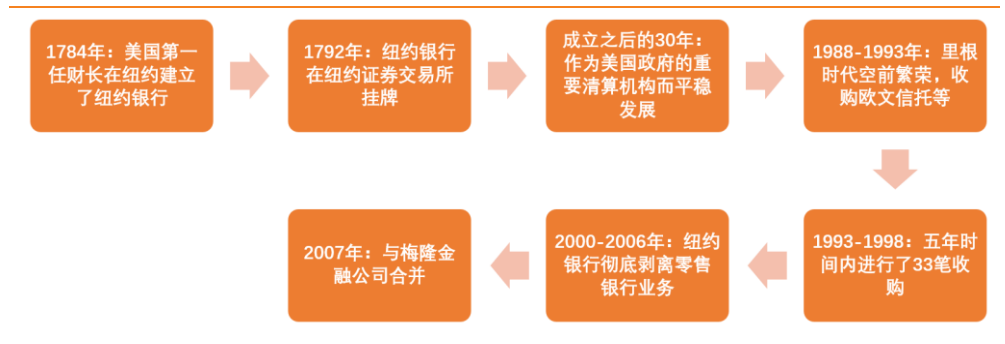 1784年：美国第一
任财长在纽约建立
了纽约银行
1792年：纽约银行
在纽约证券交易所
挂牌
成立之后的30年：
作为美国政府的重
要清算机构而平稳
发展
1988-1993年：里根
时代空前繁荣，收
购欧文信托等
1993-1998：五年时
间内进行了33笔收
购
2000-2006年：纽约
银行彻底剥离零售
银行业务
2007年：与梅隆金
融公司合并